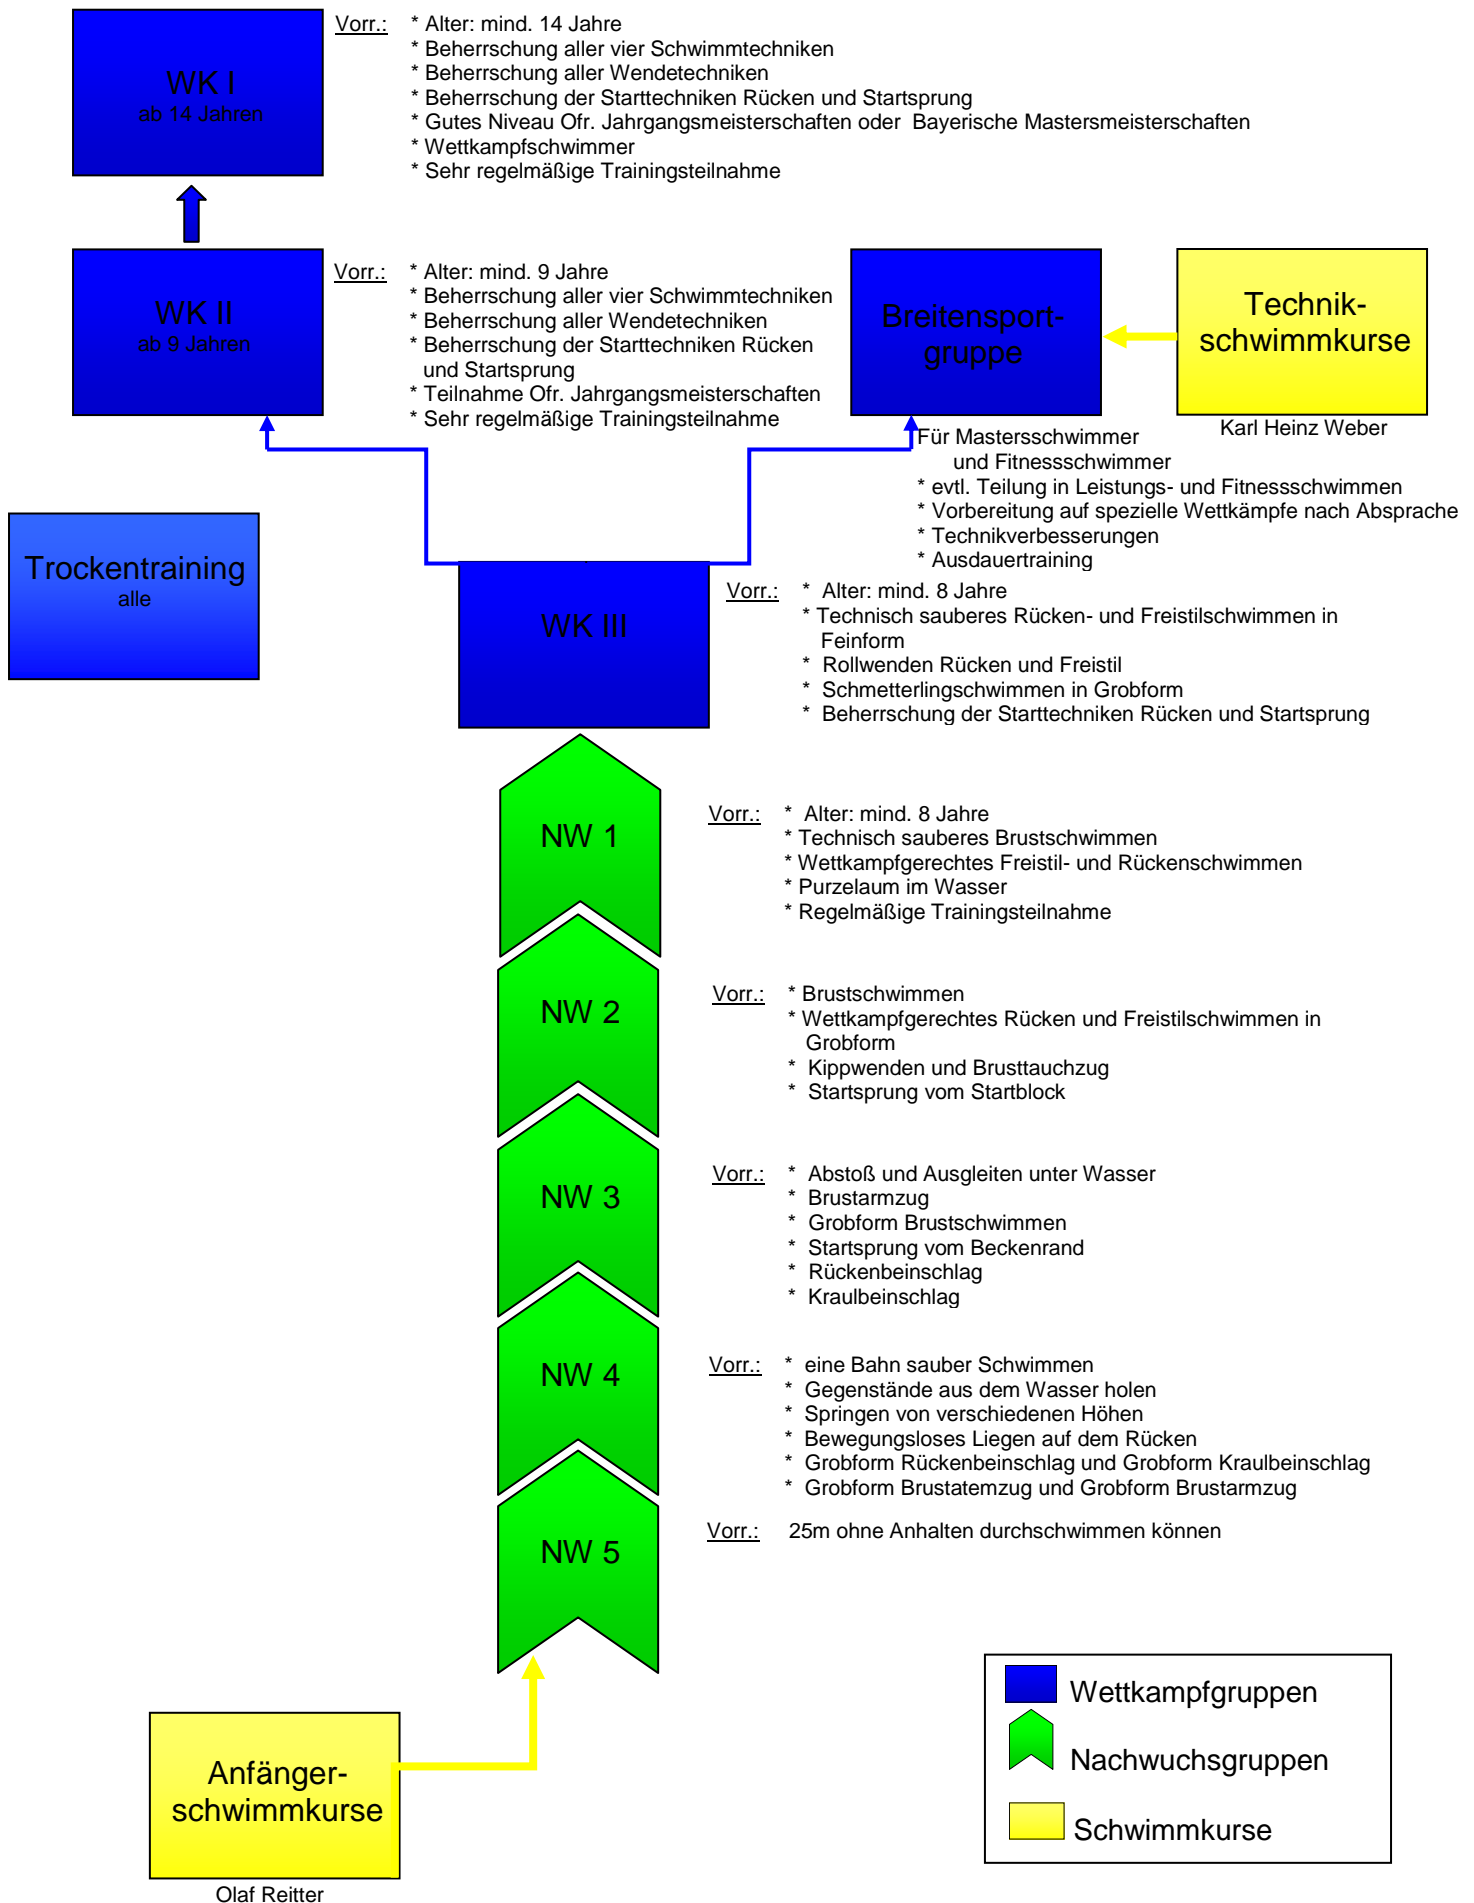 WK I
ab 14 Jahren
Vorr.: * Alter: mind. 14 Jahre
* Beherrschung aller vier Schwimmtechniken
* Beherrschung aller Wendetechniken
* Beherrschung der Starttechniken Rücken und Startsprung
* Gutes Niveau Ofr. Jahrgangsmeisterschaften oder Bayerische Mastersmeisterschaften
* Wettkampfschwimmer
* Sehr regelmäßige Trainingsteilnahme
WK II
ab 9 Jahren
Vorr.: * Alter: mind. 9 Jahre
* Beherrschung aller vier Schwimmtechniken
* Beherrschung aller Wendetechniken
* Beherrschung der Starttechniken Rücken
und Startsprung
* Teilnahme Ofr. Jahrgangsmeisterschaften
* Sehr regelmäßige Trainingsteilnahme
Breitensport-
gruppe
Technik-
schwimmkurse
Karl Heinz Weber
Für Mastersschwimmer
und Fitnessschwimmer
* evtl. Teilung in Leistungs- und Fitnessschwimmen
* Vorbereitung auf spezielle Wettkämpfe nach Absprache
* Technikverbesserungen
* Ausdauertraining
Trockentraining
alle
WK III
Vorr.: * Alter: mind. 8 Jahre
* Technisch sauberes Rücken- und Freistilschwimmen in
Feinform
* Rollwenden Rücken und Freistil
* Schmetterlingschwimmen in Grobform
* Beherrschung der Starttechniken Rücken und Startsprung
NW 1
Vorr.: * Alter: mind. 8 Jahre
* Technisch sauberes Brustschwimmen
* Wettkampfgerechtes Freistil- und Rückenschwimmen
* Purzelaum im Wasser
* Regelmäßige Trainingsteilnahme
NW 2
Vorr.: * Brustschwimmen
* Wettkampfgerechtes Rücken und Freistilschwimmen in
Grobform
* Kippwenden und Brusttauchzug
* Startsprung vom Startblock
NW 3
Vorr.: * Abstoß und Ausgleiten unter Wasser
* Brustarmzug
* Grobform Brustschwimmen
* Startsprung vom Beckenrand
* Rückenbeinschlag
* Kraulbeinschlag
NW 4
Vorr.: * eine Bahn sauber Schwimmen
* Gegenstände aus dem Wasser holen
* Springen von verschiedenen Höhen
* Bewegungsloses Liegen auf dem Rücken
* Grobform Rückenbeinschlag und Grobform Kraulbeinschlag
* Grobform Brustatemzug und Grobform Brustarmzug
NW 5
Vorr.: 25m ohne Anhalten durchschwimmen können
Anfänger-
schwimmkurse
Olaf Reitter
Wettkampfgruppen
Nachwuchsgruppen
Schwimmkurse